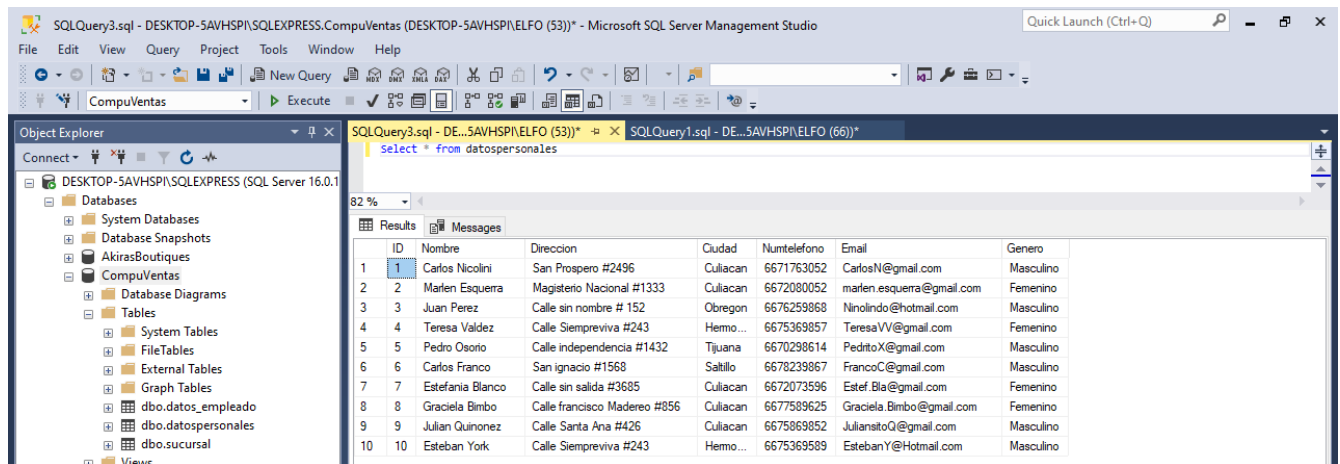 SQLQuery3.sql - DESKTOP-5AVHSPI\SQLEXPRESS.CompuVentas (DESKTOP-5AVHSPI\ELFO (53))* - Microsoft SQL Server Management Studio
Quick Launch (Ctrl+Q)
File Edit View Query Project Tools Window Help
New Query MDX DMX XMLA DAX
CompuVentas Execute
Object Explorer
Connect
DESKTOP-5AVHSPI\SQLEXPRESS (SQL Server 16.0.1
Databases
System Databases
Database Snapshots
AkirasBoutiques
CompuVentas
Database Diagrams
Tables
System Tables
FileTables
External Tables
Graph Tables
dbo.datos_empleado
dbo.datospersonales
dbo.sucursal
Views
SQLQuery3.sql - DE...5AVHSPI\ELFO (53))* SQLQuery1.sql - DE...5AVHSPI\ELFO (66))*
Select * from datospersonales
82 %
Results Messages
ID Nombre Direccion Ciudad Numtelefono Email Genero
1 1 Carlos Nicolini San Prospero #2496 Culiacan 6671763052 CarlosN@gmail.com Masculino
2 2 Marlen Esquerra Magisterio Nacional #1333 Culiacan 6672080052 marlen.esquerra@gmail.com Femenino
3 3 Juan Perez Calle sin nombre # 152 Obregon 6676259868 Ninolindo@hotmail.com Masculino
4 4 Teresa Valdez Calle Siempreviva #243 Hermo... 6675369857 TeresaVV@gmail.com Femenino
5 5 Pedro Osorio Calle independencia #1432 Tijuana 6670298614 PedritoX@gmail.com Masculino
6 6 Carlos Franco San ignacio #1568 Saltillo 6678239867 FrancoC@gmail.com Masculino
7 7 Estefania Blanco Calle sin salida #3685 Culiacan 6672073596 Estef.Bla@gmail.com Femenino
8 8 Graciela Bimbo Calle francisco Madereo #856 Culiacan 6677589625 Graciela.Bimbo@gmail.com Femenino
9 9 Julian Quinonez Calle Santa Ana #426 Culiacan 6675869852 JuliansitoQ@gmail.com Masculino
10 10 Esteban York Calle Siempreviva #243 Hermo... 6675369589 EstebanY@Hotmail.com Masculino